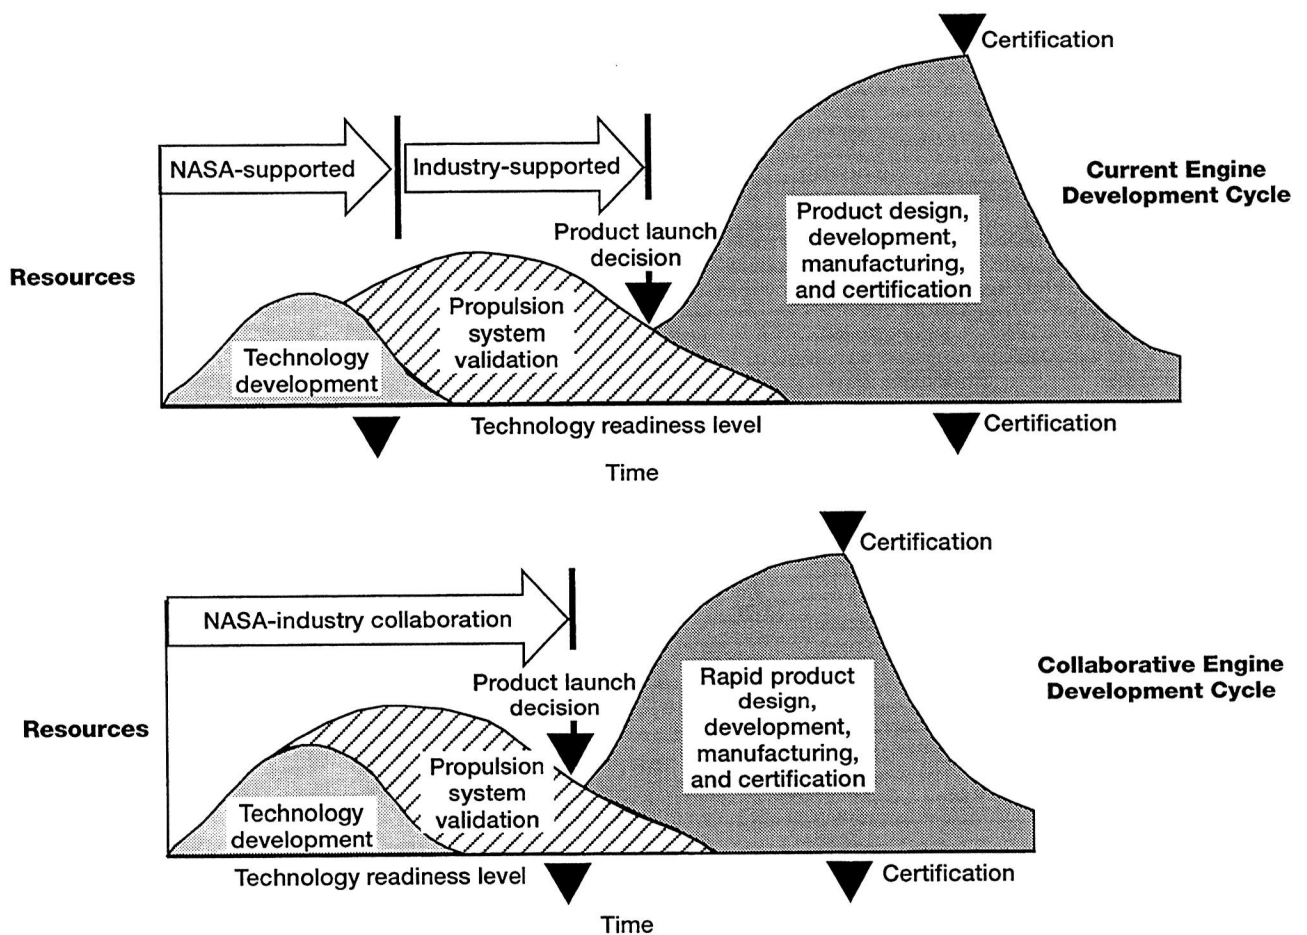 Certification
NASA-supported
Industry-supported
Current Engine
Development Cycle
Product launch
decision
Product design,
development,
manufacturing,
and certification
Resources
Propulsion
system
validation
Technology
development
Technology readiness level
Certification
Time
Certification
NASA-industry collaboration
Collaborative Engine
Development Cycle
Product launch
decision
Rapid product
design,
development,
manufacturing,
and certification
Resources
Propulsion
system
validation
Technology
development
Technology readiness level
Certification
Time